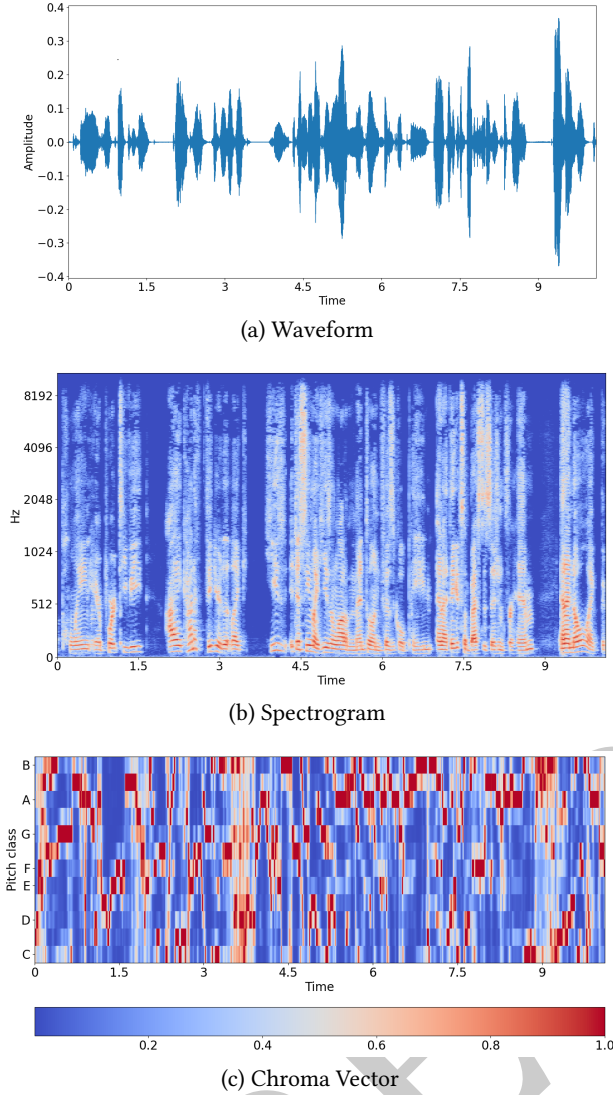 0.4
0.3
0.2
0.1
0.0
−0.1
−0.2
−0.3
−0.4
Amplitude
0 1.5 3 4.5 6 7.5 9
Time
(a) Waveform
8192
4096
2048
1024
512
0
Hz
0 1.5 3 4.5 6 7.5 9
Time
(b) Spectrogram
B
A
G
F
E
D
C
Pitch class
0 1.5 3 4.5 6 7.5 9
Time
0.2 0.4 0.6 0.8 1.0
(c) Chroma Vector